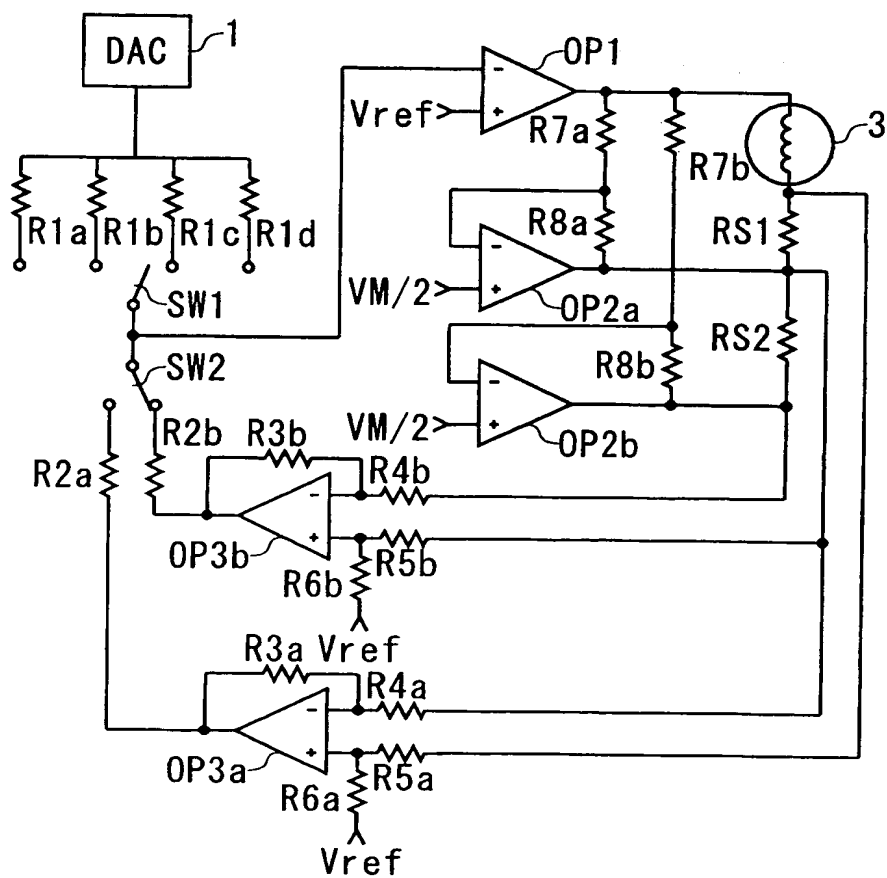 DAC
1
OP1
Vref
R7a
R7b
3
R1a
R1b
R1c
R1d
R8a
RS1
SW1
VM/2
OP2a
SW2
R8b
RS2
R2b
VM/2
OP2b
R2a
R3b
R4b
OP3b
R5b
R6b
Vref
R3a
R4a
OP3a
R5a
R6a
Vref